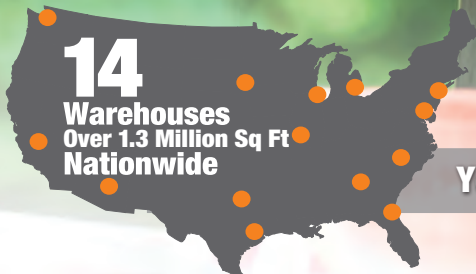 14
Warehouses
Over 1.3 Million Sq Ft
Nationwide
Y